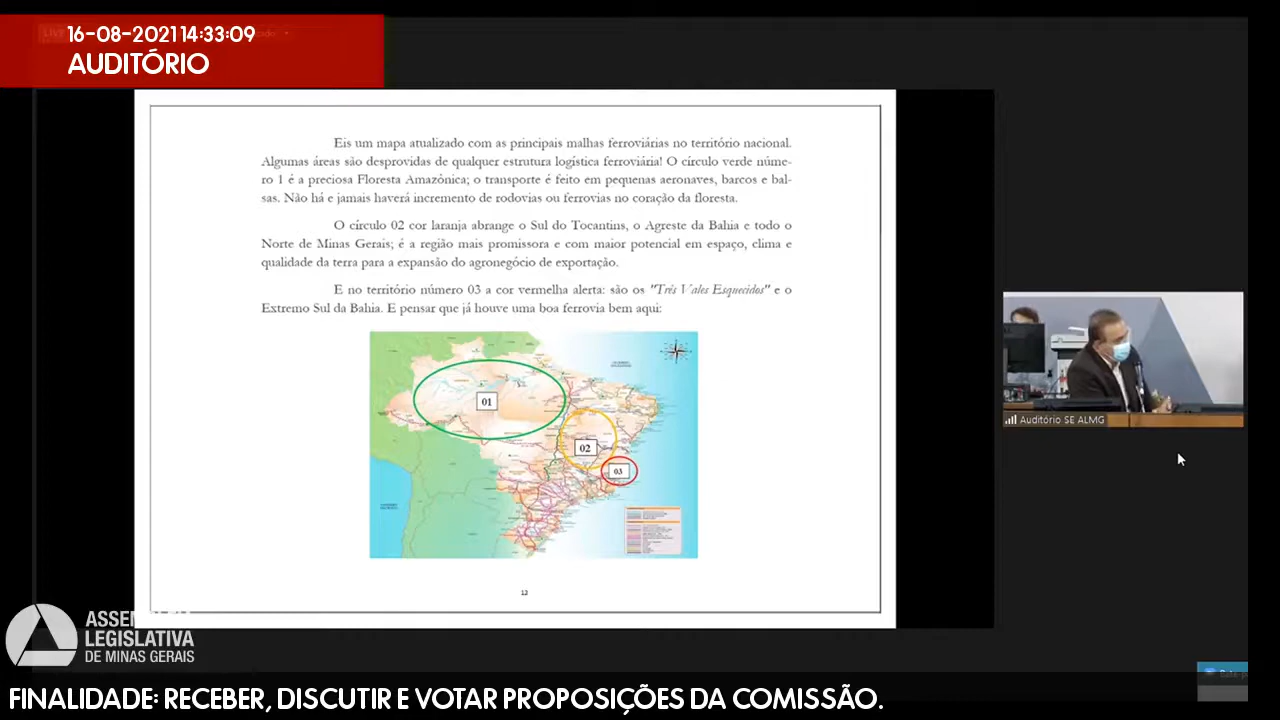 LIVE
16-08-2021 14:33:09
AUDITÓRIO
Eis um mapa atualizado com as principais malhas ferroviárias no território nacional.
Algumas áreas são desprovidas de qualquer estrutura logística ferroviária! O círculo verde núme-
ro 1 é a preciosa Floresta Amazônica; o transporte é feito em pequenas aeronaves, barcos e bal-
sas. Não há e jamais haverá incremento de rodovias ou ferrovias no coração da floresta.
O círculo 02 cor laranja abrange o Sul do Tocantins, o Agreste da Bahia e todo o
Norte de Minas Gerais; é a região mais promissora e com maior potencial em espaço, clima e
qualidade da terra para a expansão do agronegócio de exportação.
E no território número 03 a cor vermelha alerta: são os "Três Vales Esquecidos" e o
Extremo Sul da Bahia. E pensar que já houve uma boa ferrovia bem aqui:
01
02
03
12
Auditório SE ALMG
ASSEMBLEIA
LEGISLATIVA
DE MINAS GERAIS
FINALIDADE: RECEBER, DISCUTIR E VOTAR PROPOSIÇÕES DA COMISSÃO.